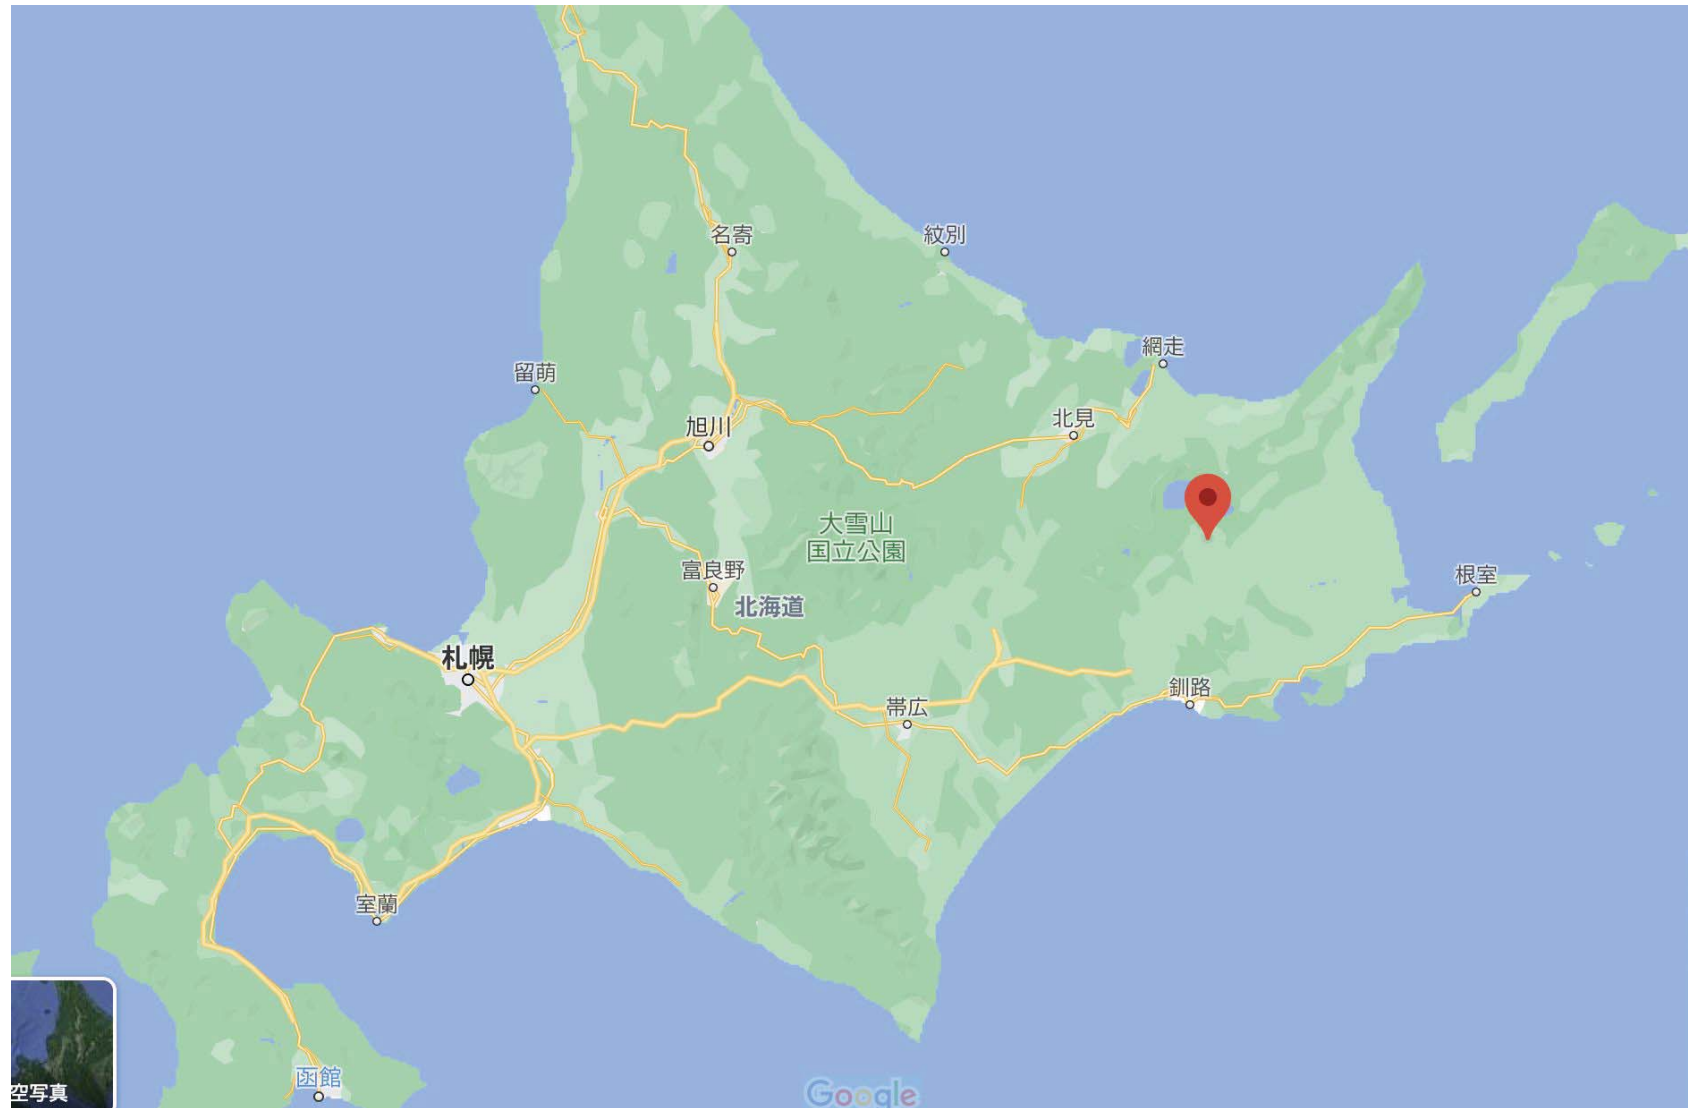 名寄
紋別
網走
留萌
北見
旭川
大雪山
国立公園
富良野
根室
北海道
札幌
釧路
帯広
室蘭
函館
空写真
Google